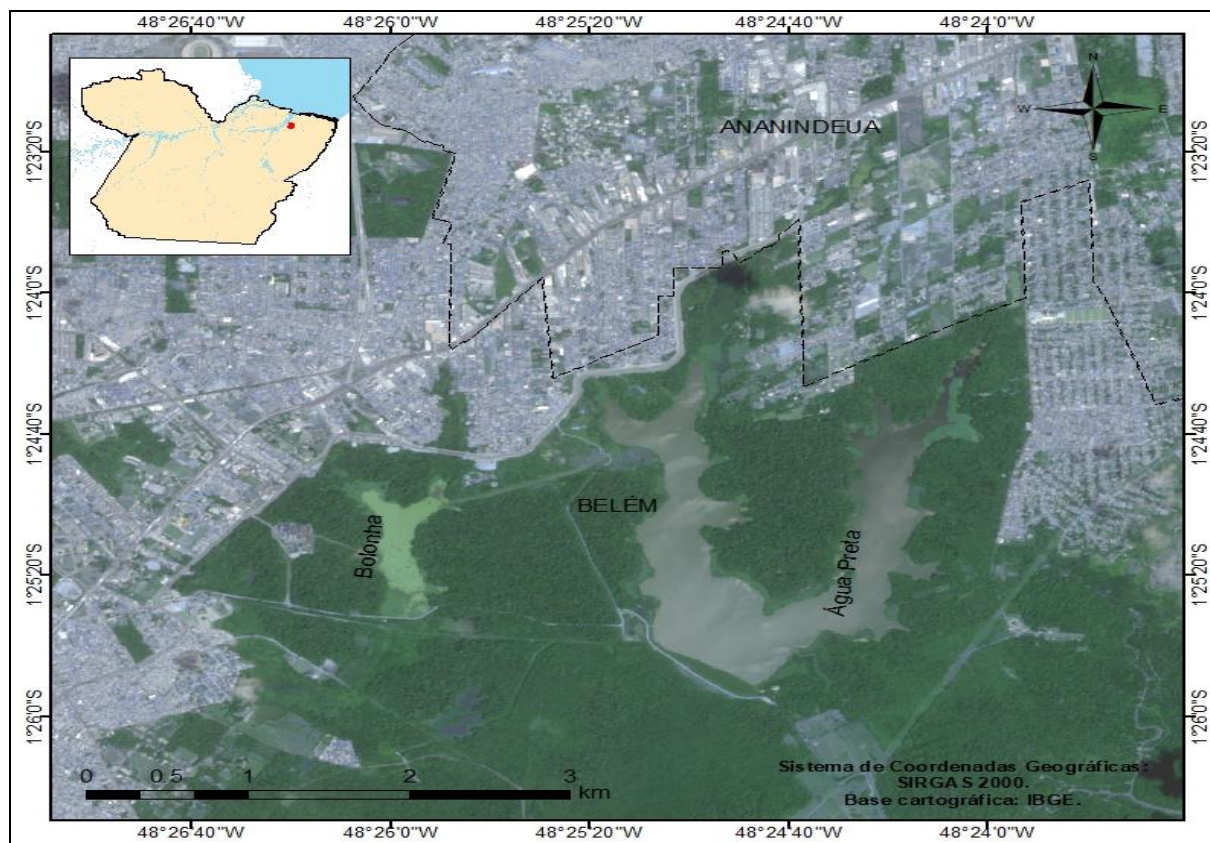 48°26'40"W 48°26'0"W 48°25'20"W 48°24'40"W 48°24'0"W
N
W E
S
ANANINDEUA
1°23'20"S 1°23'20"S
1°24'0"S 1°24'0"S
1°24'40"S 1°24'40"S
BELÉM
Bolonha
Água Preta
1°25'20"S 1°25'20"S
1°26'0"S 1°26'0"S
0 0.5 1 2 3
km
Sistema de Coordenadas Geográficas:
SIRGAS 2000.
Base cartográfica: IBGE.
48°26'40"W 48°26'0"W 48°25'20"W 48°24'40"W 48°24'0"W